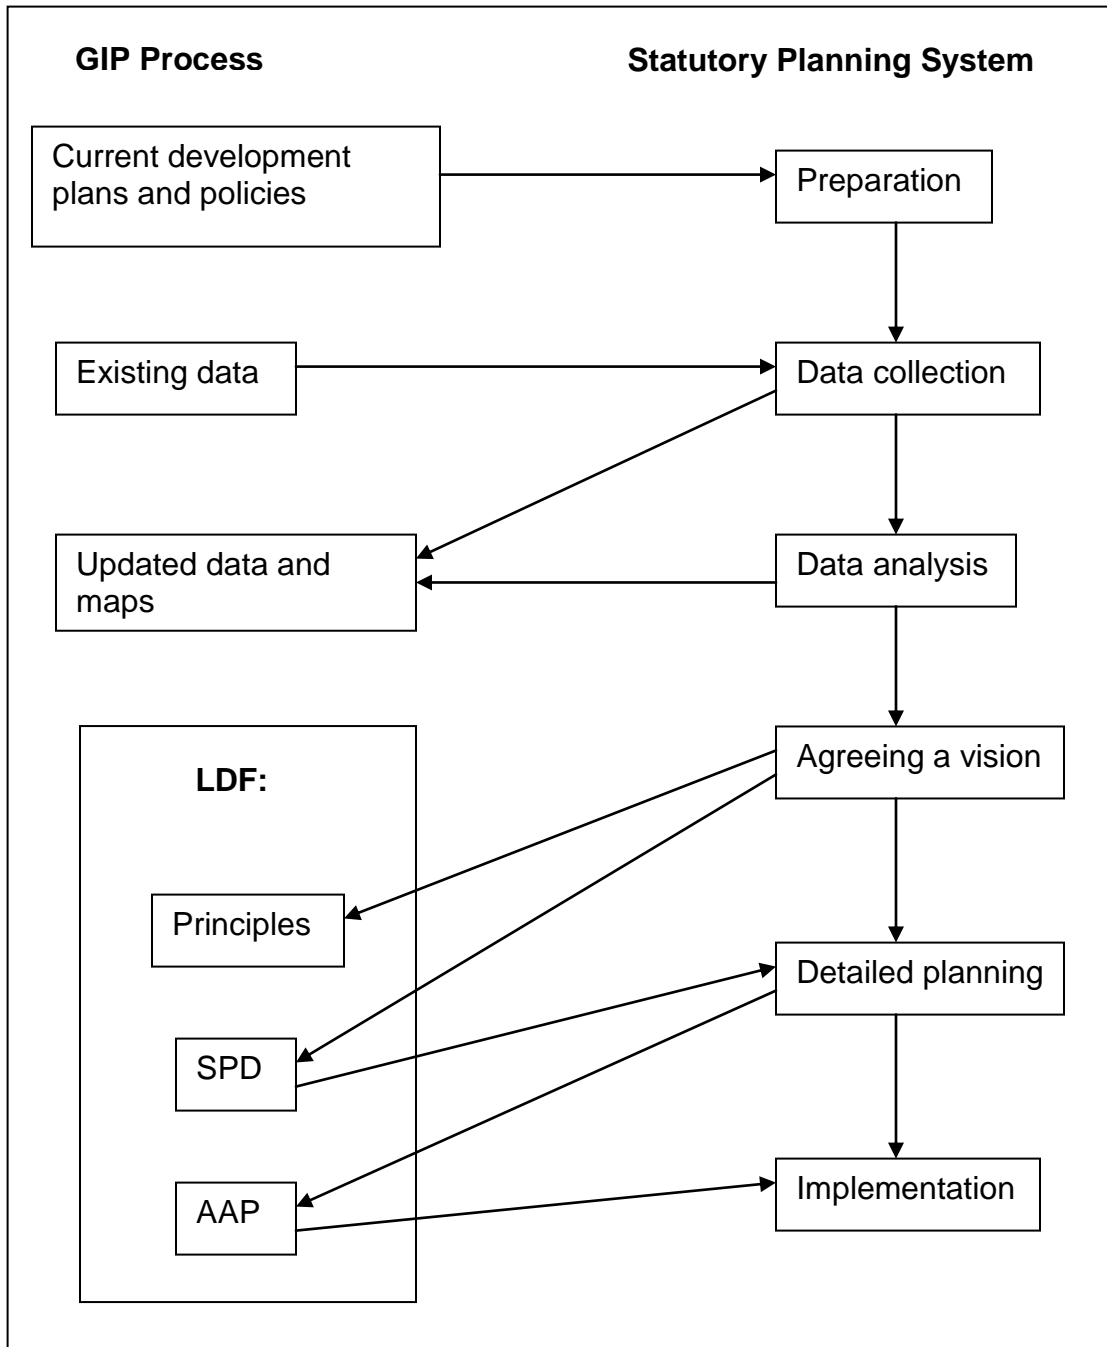 GIP Process
Statutory Planning System
Current development
plans and policies
Preparation
Existing data
Data collection
Updated data and
maps
Data analysis
LDF:
Agreeing a vision
Principles
Detailed planning
SPD
AAP
Implementation